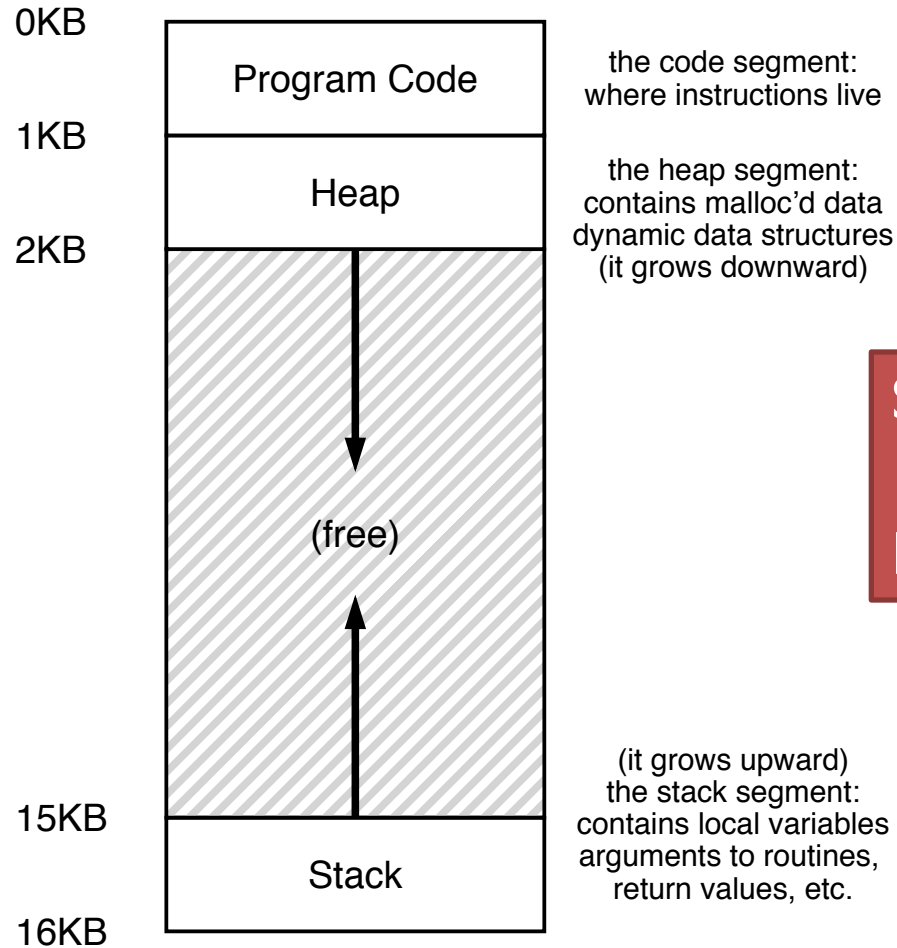 0KB
Program Code
the code segment:
where instructions live
1KB
Heap
the heap segment:
contains malloc'd data
dynamic data structures
(it grows downward)
2KB
(free)
(it grows upward)
the stack segment:
contains local variables
arguments to routines,
return values, etc.
15KB
Stack
16KB